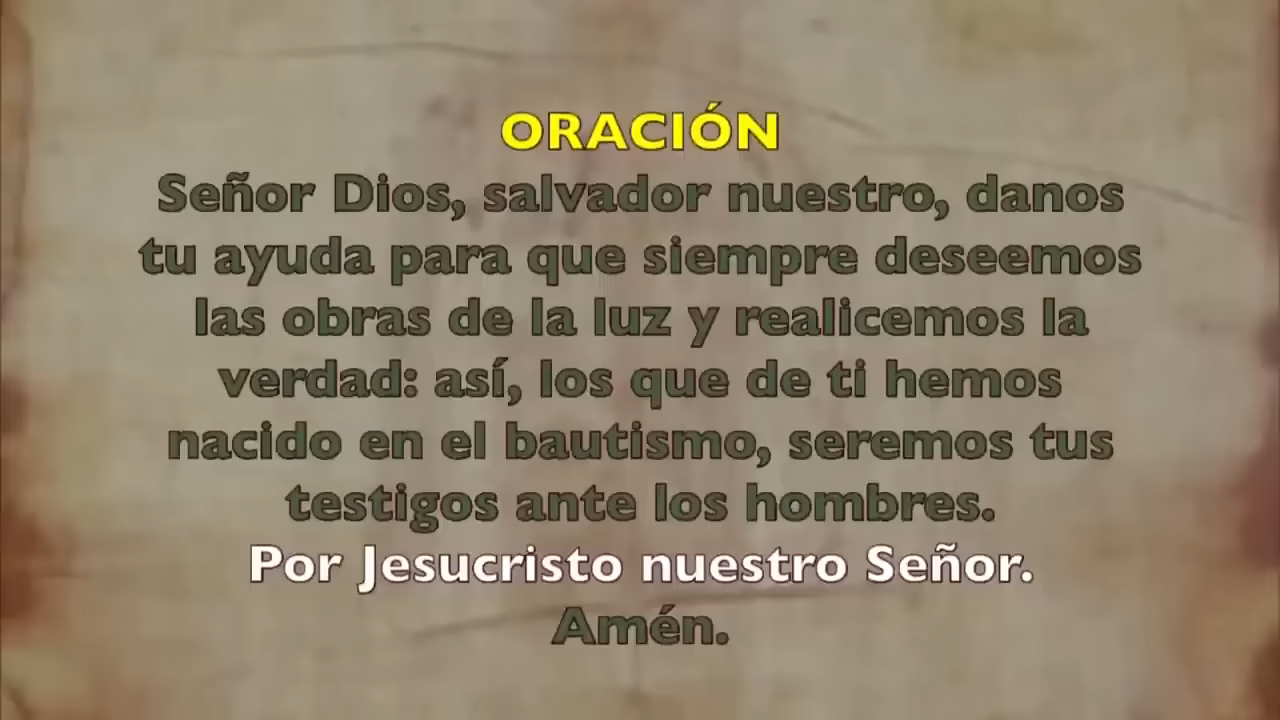 ORACIÓN
Señor Dios, salvador nuestro, danos
tu ayuda para que siempre deseemos
las obras de la luz y realicemos la
verdad: así, los que de ti hemos
nacido en el bautismo, seremos tus
testigos ante los hombres.
Por Jesucristo nuestro Señor.
Amén.